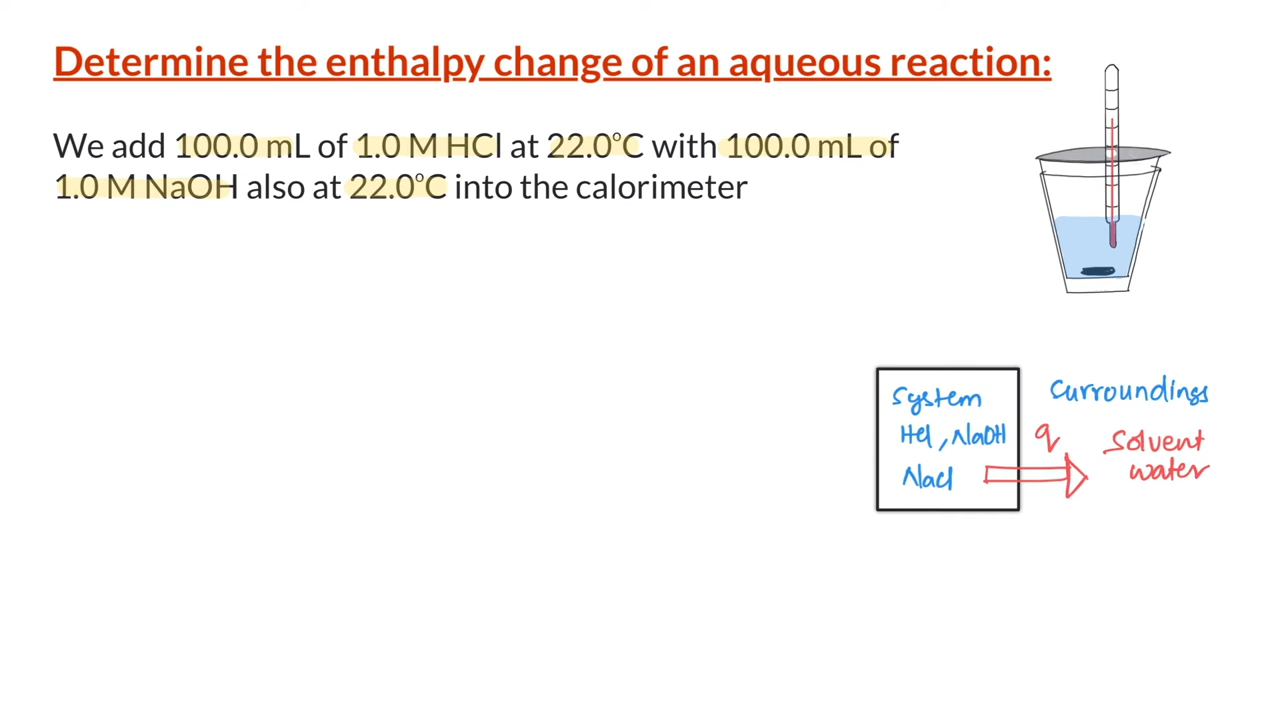 Determine the enthalpy change of an aqueous reaction:
We add 100.0 mL of 1.0 M HCl at 22.0°C with 100.0 mL of
1.0 M NaOH also at 22.0°C into the calorimeter
System
HCl, NaOH
NaCl
q
Surroundings
Solvent
water